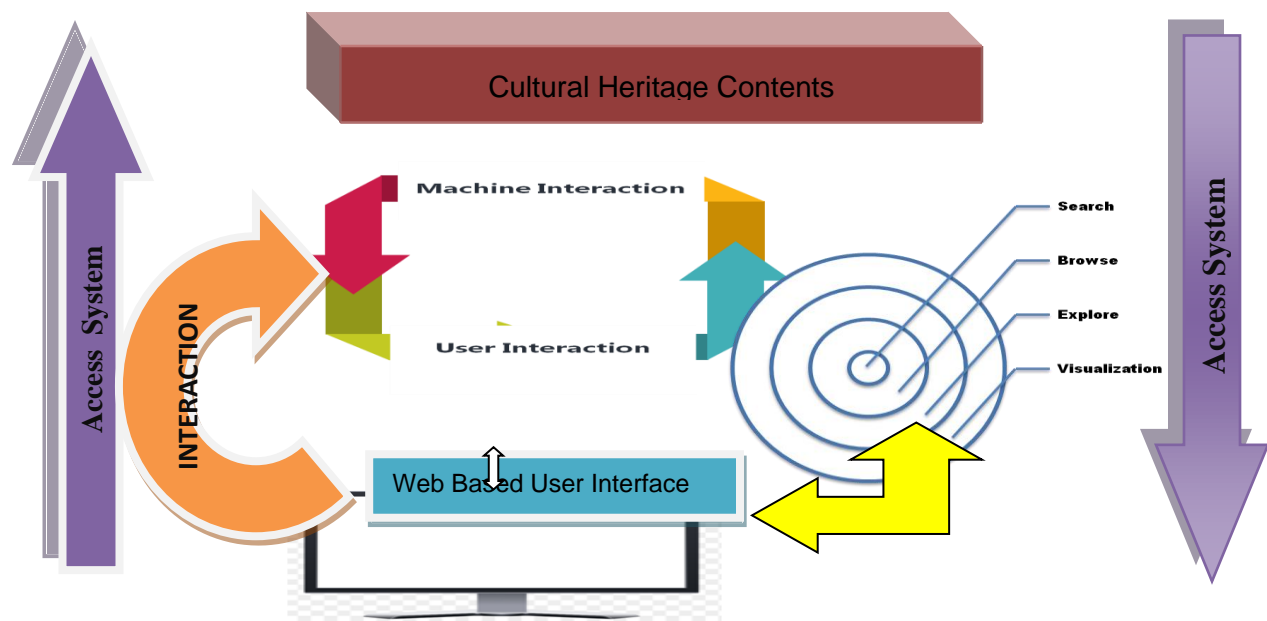 Cultural Heritage Contents
Access System
INTERACTION
Machine Interaction
User Interaction
Search
Browse
Explore
Visualization
Access System
Web Based User Interface